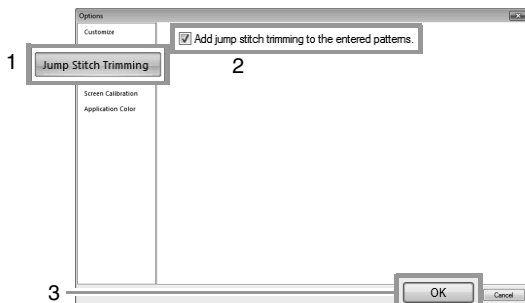 Options
Customize
Add jump stitch trimming to the entered patterns.
1
Jump Stitch Trimming
2
Screen Calibration
Application Color
3
OK
Cancel